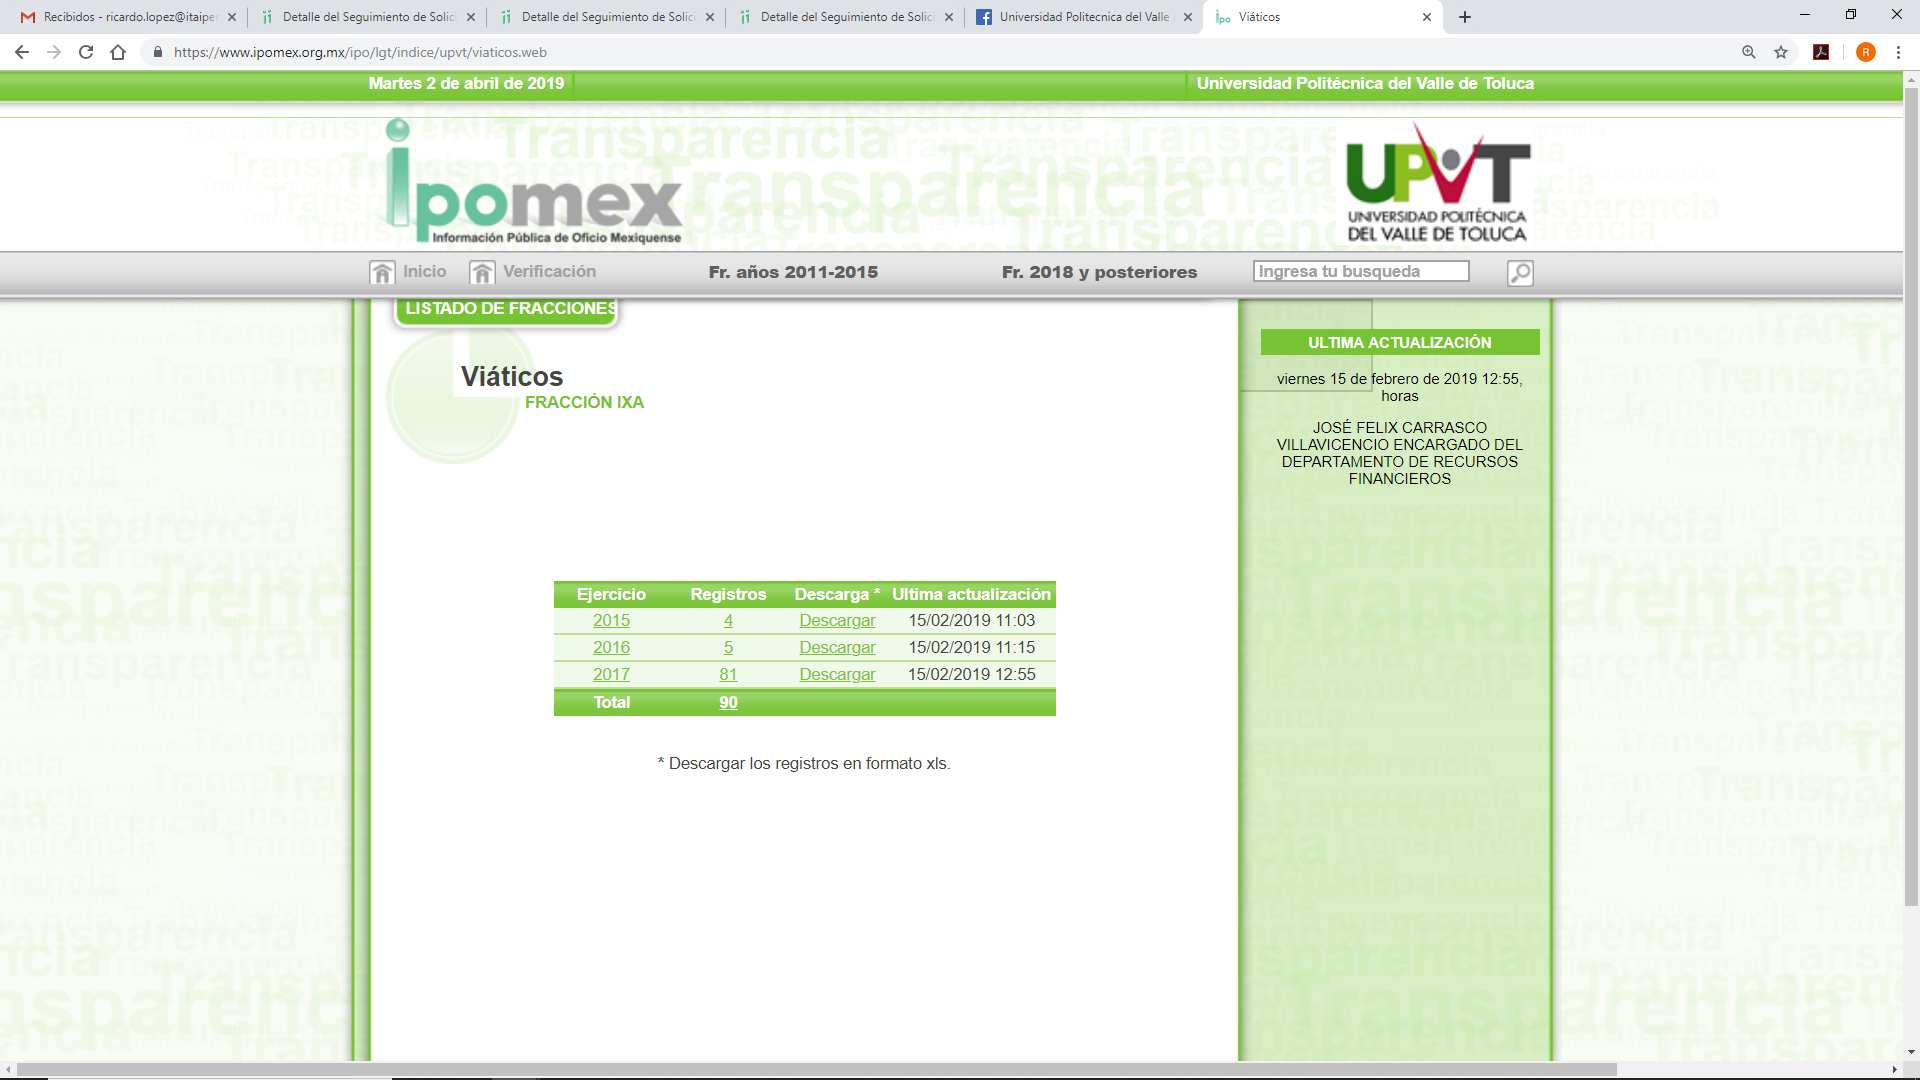 Recibidos - ricardo.lopez@itaiper
Detalle del Seguimiento de Solici
Detalle del Seguimiento de Solici
Detalle del Seguimiento de Solici
Universidad Politecnica del Valle
Viáticos
https://www.ipomex.org.mx/ipo/lgt/indice/upvt/viaticos.web
R
Martes 2 de abril de 2019
Universidad Politécnica del Valle de Toluca
Transparencia
ipomex
Información Pública de Oficio Mexiquense
UPVT
UNIVERSIDAD POLITÉCNICA
DEL VALLE DE TOLUCA
Inicio
Verificación
Fr. años 2011-2015
Fr. 2018 y posteriores
Ingresa tu busqueda
LISTADO DE FRACCIONES
Viáticos
FRACCIÓN IXA
ULTIMA ACTUALIZACIÓN
viernes 15 de febrero de 2019 12:55,
horas
JOSÉ FELIX CARRASCO
VILLAVICENCIO ENCARGADO DEL
DEPARTAMENTO DE RECURSOS
FINANCIEROS
Ejercicio Registros Descarga * Ultima actualización
2015 4 Descargar 15/02/2019 11:03
2016 5 Descargar 15/02/2019 11:15
2017 81 Descargar 15/02/2019 12:55
Total 90
* Descargar los registros en formato xls.